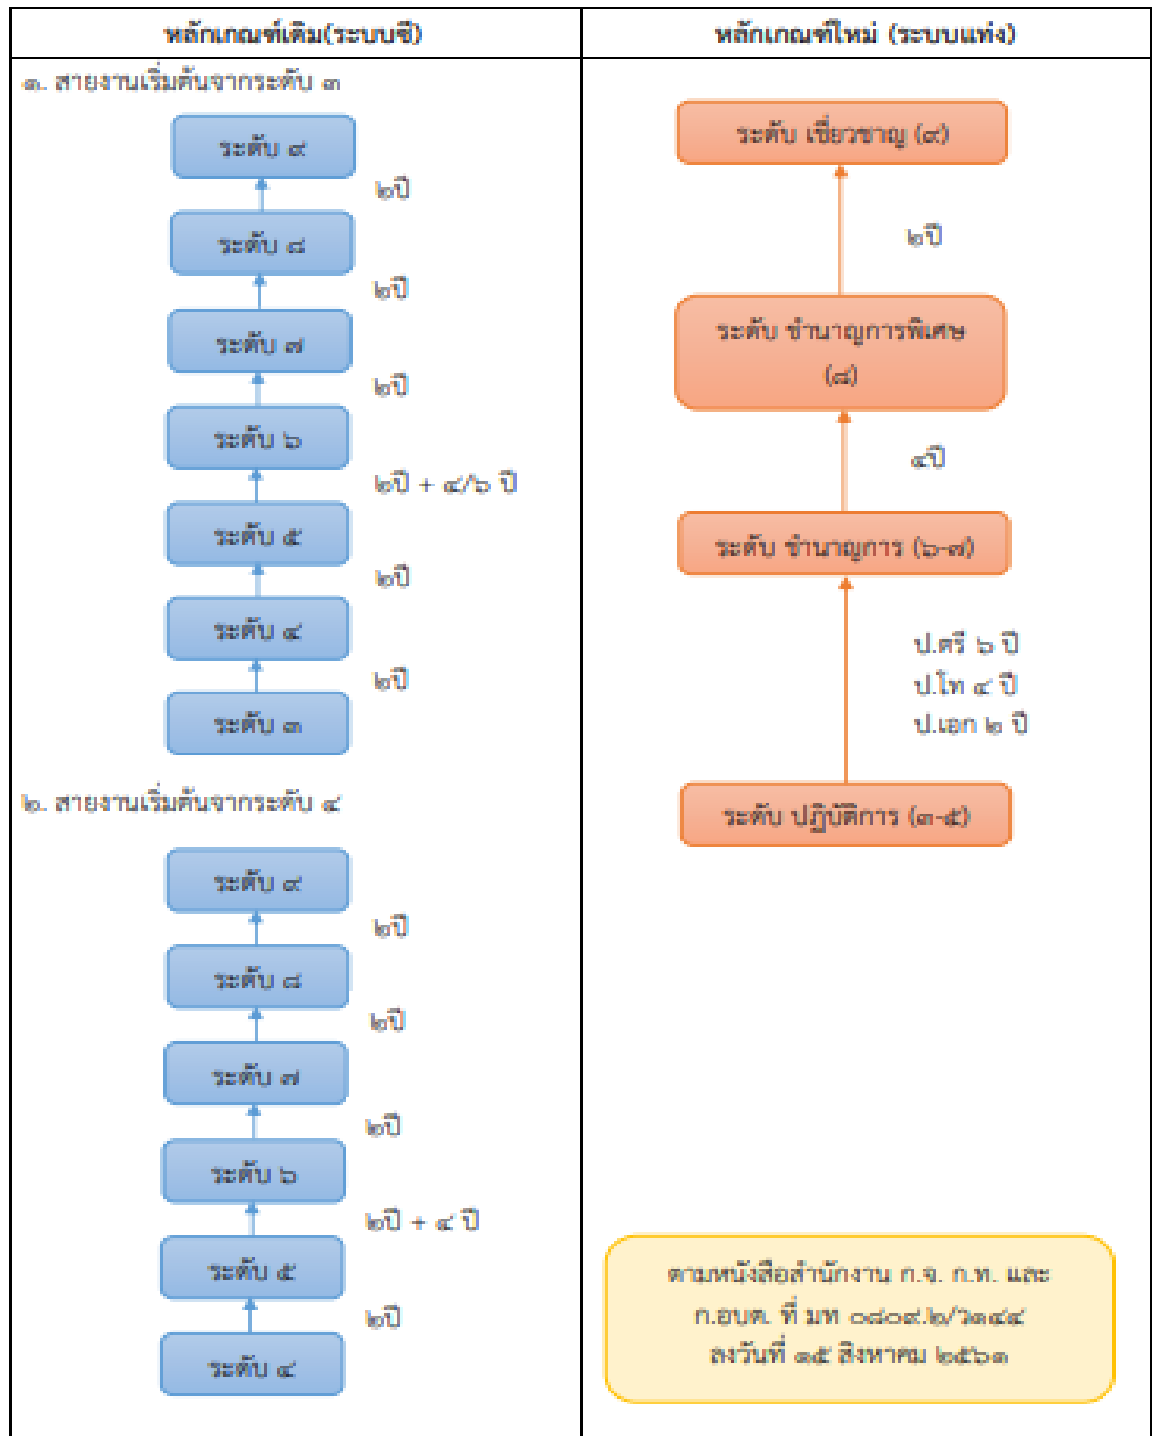 หลักเกณฑ์เดิม(ระบบซี)
๑. สายงานเริ่มต้นจากระดับ ๓
ระดับ ๙
๒ปี
ระดับ ๘
๒ปี
ระดับ ๗
๒ปี
ระดับ ๖
๒ปี + ๔/๖ ปี
ระดับ ๕
๒ปี
ระดับ ๔
๒ปี
ระดับ ๓
๒. สายงานเริ่มต้นจากระดับ ๔
ระดับ ๙
๒ปี
ระดับ ๘
๒ปี
ระดับ ๗
๒ปี
ระดับ ๖
๒ปี + ๔ ปี
ระดับ ๕
๒ปี
ระดับ ๔
หลักเกณฑ์ใหม่ (ระบบแท่ง)
ระดับ เชี่ยวชาญ (๙)
๒ปี
ระดับ ชำนาญการพิเศษ
(๘)
๔ปี
ระดับ ชำนาญการ (๖-๗)
ป.ตรี ๖ ปี
ป.โท ๔ ปี
ป.เอก ๒ ปี
ระดับ ปฏิบัติการ (๓-๕)
ตามหนังสือสำนักงาน ก.จ. ก.ท. และ
ก.อบต. ที่ มท ๐๘๐๙.๒/ว๑๔๔
ลงวันที่ ๑๕ สิงหาคม ๒๕๖๑